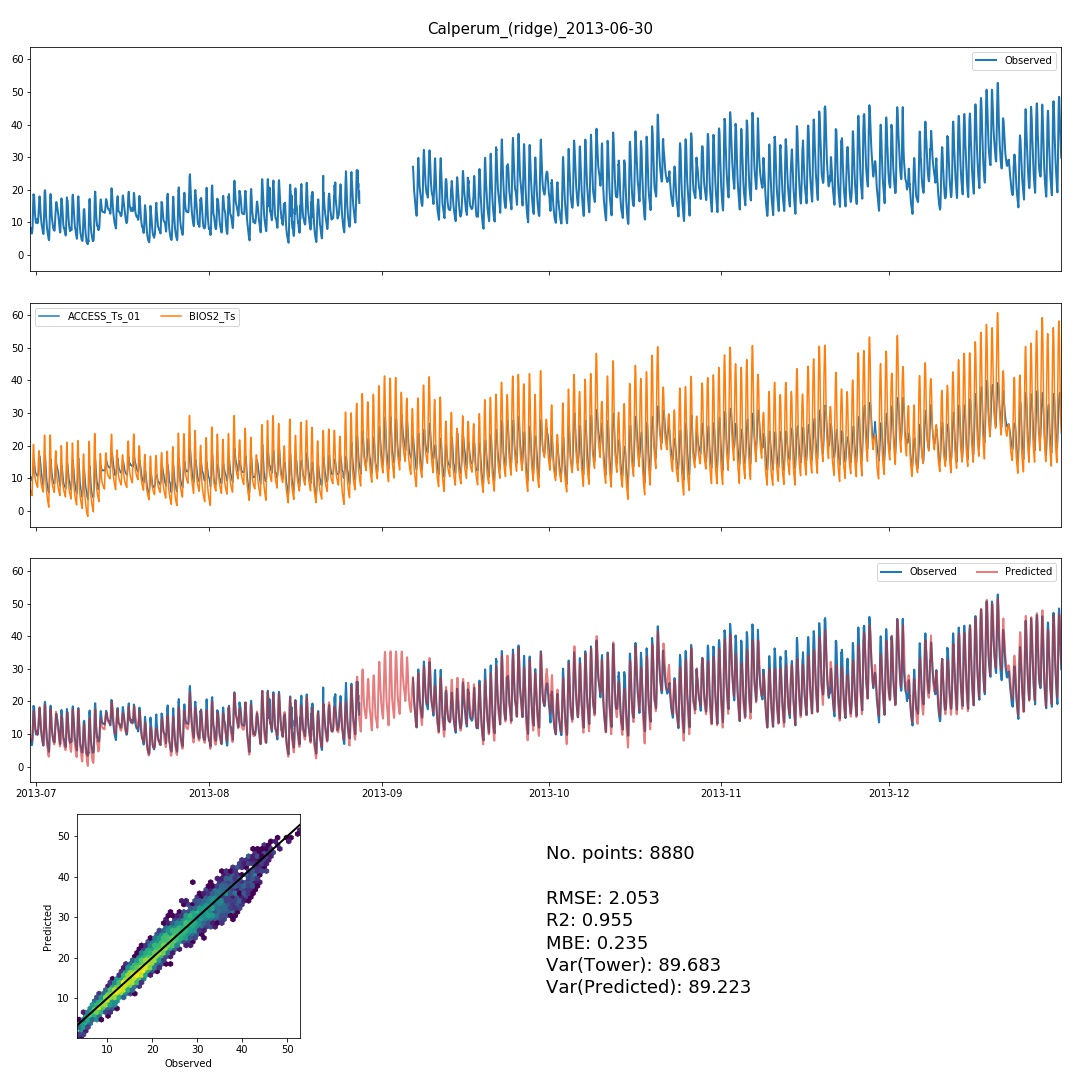 Calperum_(ridge)_2013-06-30
60
50
40
30
20
10
0
Observed
60
50
40
30
20
10
0
ACCESS_Ts_01 BIOS2_Ts
60
50
40
30
20
10
0
Observed Predicted
2013-07 2013-08 2013-09 2013-10 2013-11 2013-12
50
40
30
20
10
Predicted
10 20 30 40 50
Observed
No. points: 8880
RMSE: 2.053
R2: 0.955
MBE: 0.235
Var(Tower): 89.683
Var(Predicted): 89.223